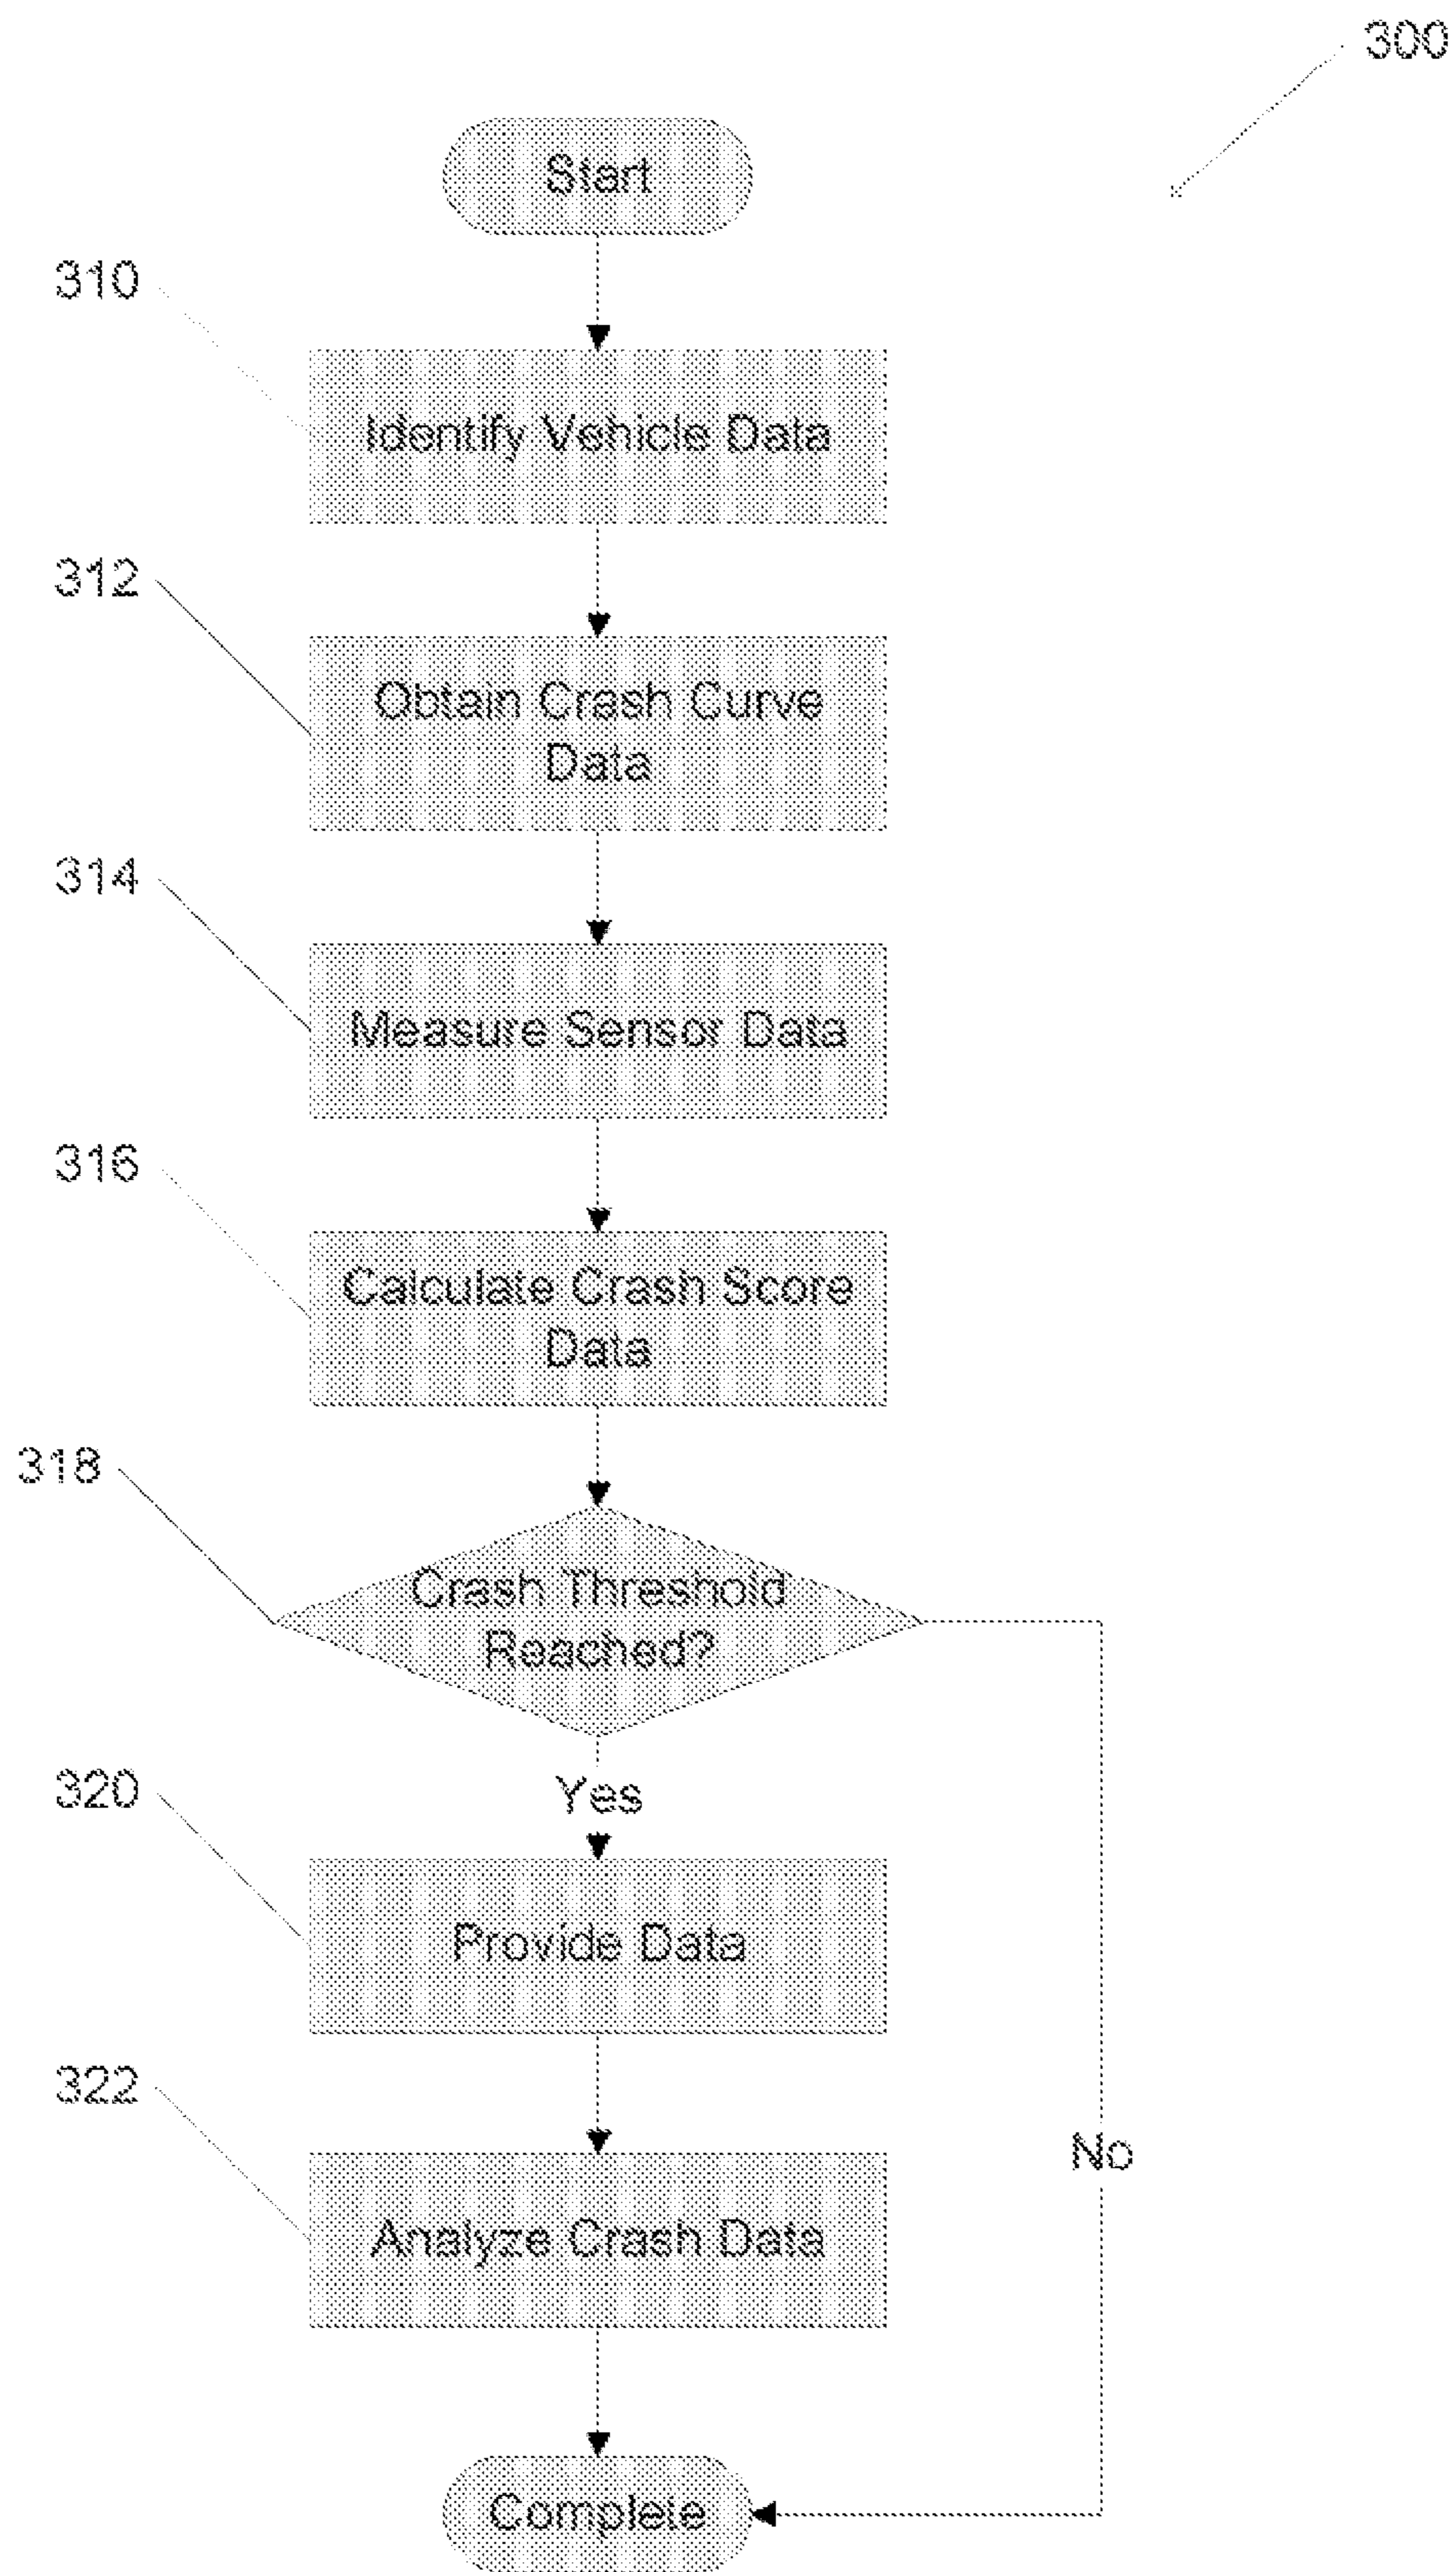 300
Start
310
Identify Vehicle Data
312
Obtain Crash Curve
Data
314
Measure Sensor Data
316
Calculate Crash Score
Data
318
Crash Threshold
Reached?
Yes
320
Provide Data
322
No
Analyze Crash Data
Complete